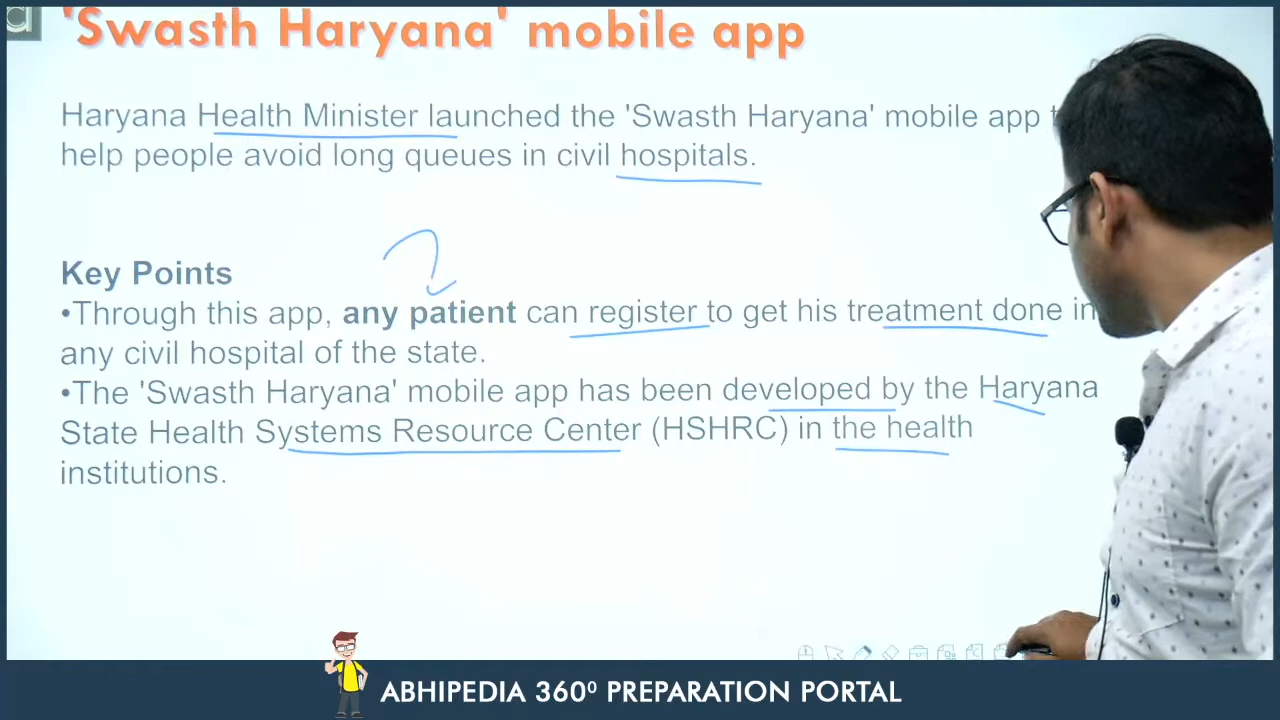 'Swasth Haryana' mobile app
Haryana Health Minister launched the 'Swasth Haryana' mobile app
help people avoid long queues in civil hospitals.
Key Points
•Through this app, any patient can register to get his treatment done in
any civil hospital of the state.
•The 'Swasth Haryana' mobile app has been developed by the Haryana
State Health Systems Resource Center (HSHRC) in the health
institutions.
ABHIPEDIA 360⁰ PREPARATION PORTAL